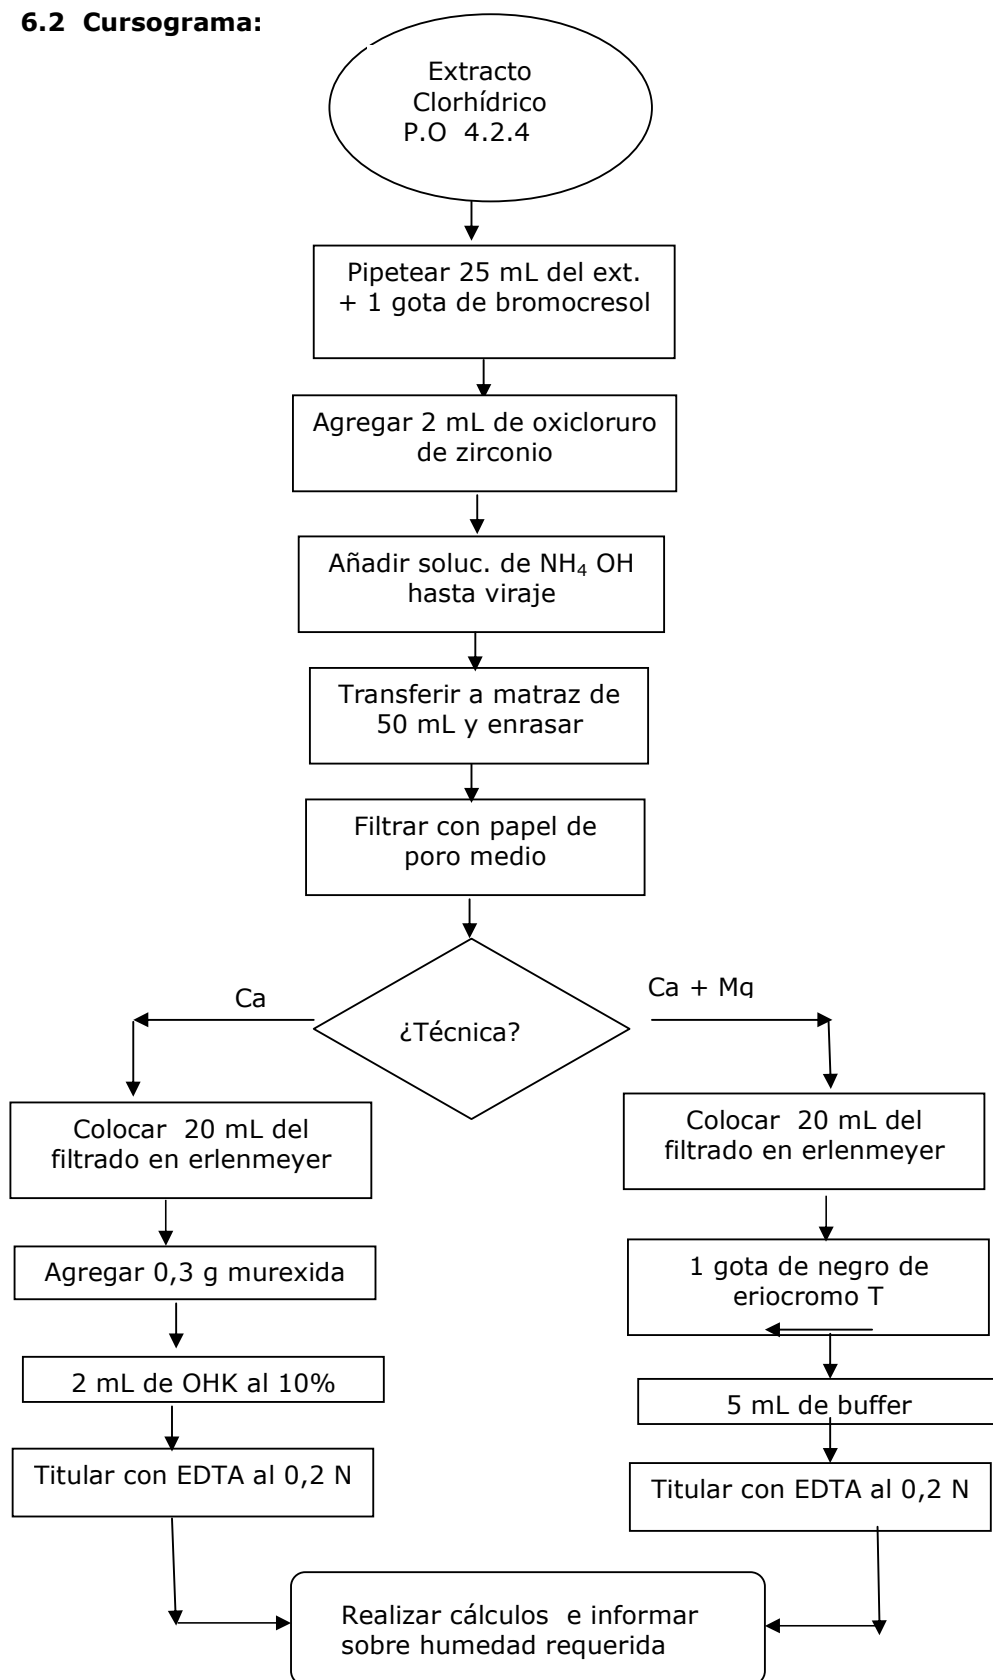 6.2 Cursograma:
Extracto
Clorhídrico
P.O 4.2.4
Pipetear 25 mL del ext.
+ 1 gota de bromocresol
Agregar 2 mL de oxicloruro
de zirconio
Añadir soluc. de NH₄ OH
hasta viraje
Transferir a matraz de
50 mL y enrasar
Filtrar con papel de
poro medio
¿Técnica?
Ca
Colocar 20 mL del
filtrado en erlenmeyer
Agregar 0,3 g murexida
2 mL de OHK al 10%
Titular con EDTA al 0,2 N
Ca + Mg
Colocar 20 mL del
filtrado en erlenmeyer
1 gota de negro de
eriocromo T
5 mL de buffer
Titular con EDTA al 0,2 N
Realizar cálculos e informar
sobre humedad requerida